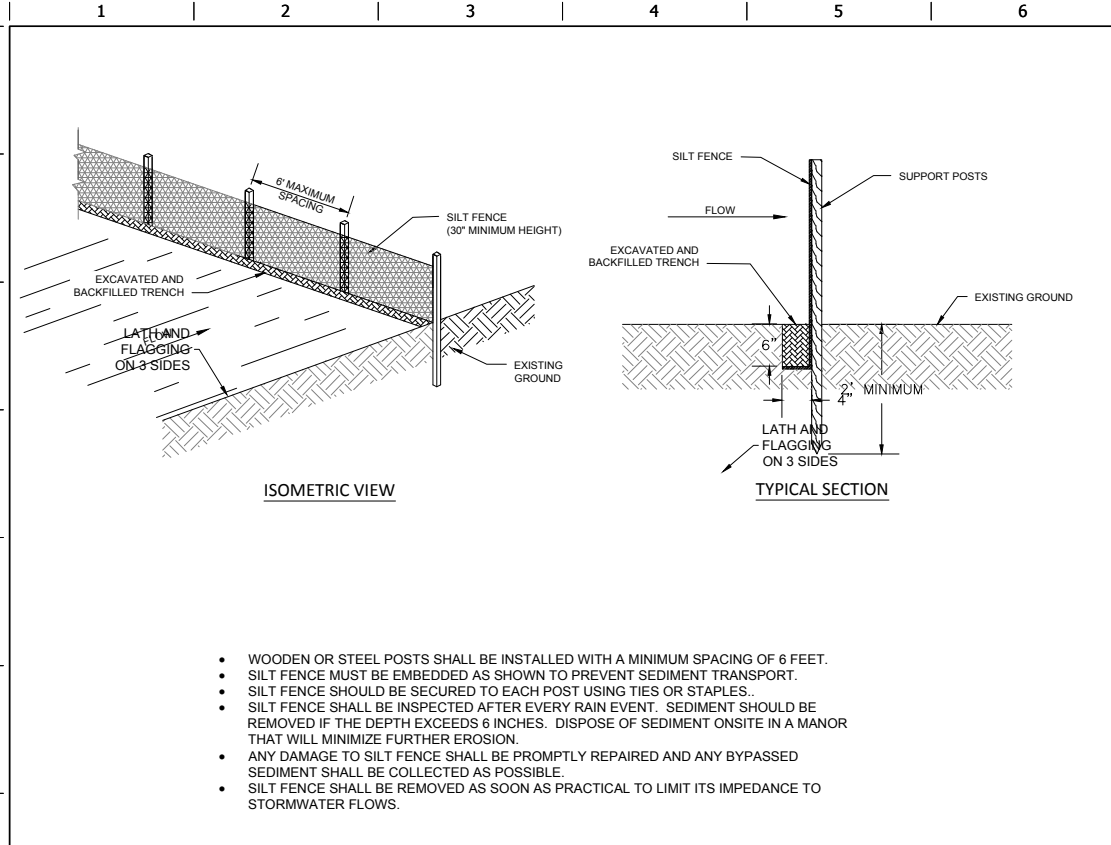 1 2 3 4 5 6
6' MAXIMUM
SPACING
SILT FENCE
(30" MINIMUM HEIGHT)
EXCAVATED AND
BACKFILLED TRENCH
FLOW
LATH AND
FLAGGING
ON 3 SIDES
EXISTING
GROUND
ISOMETRIC VIEW
SILT FENCE
SUPPORT POSTS
FLOW
EXCAVATED AND
BACKFILLED TRENCH
EXISTING GROUND
6"
2' MINIMUM
4"
LATH AND
FLAGGING
ON 3 SIDES
TYPICAL SECTION
• WOODEN OR STEEL POSTS SHALL BE INSTALLED WITH A MINIMUM SPACING OF 6 FEET.
• SILT FENCE MUST BE EMBEDDED AS SHOWN TO PREVENT SEDIMENT TRANSPORT.
• SILT FENCE SHOULD BE SECURED TO EACH POST USING TIES OR STAPLES..
• SILT FENCE SHALL BE INSPECTED AFTER EVERY RAIN EVENT. SEDIMENT SHOULD BE
REMOVED IF THE DEPTH EXCEEDS 6 INCHES. DISPOSE OF SEDIMENT ONSITE IN A MANOR
THAT WILL MINIMIZE FURTHER EROSION.
• ANY DAMAGE TO SILT FENCE SHALL BE PROMPTLY REPAIRED AND ANY BYPASSED
SEDIMENT SHALL BE COLLECTED AS POSSIBLE.
• SILT FENCE SHALL BE REMOVED AS SOON AS PRACTICAL TO LIMIT ITS IMPEDANCE TO
STORMWATER FLOWS.